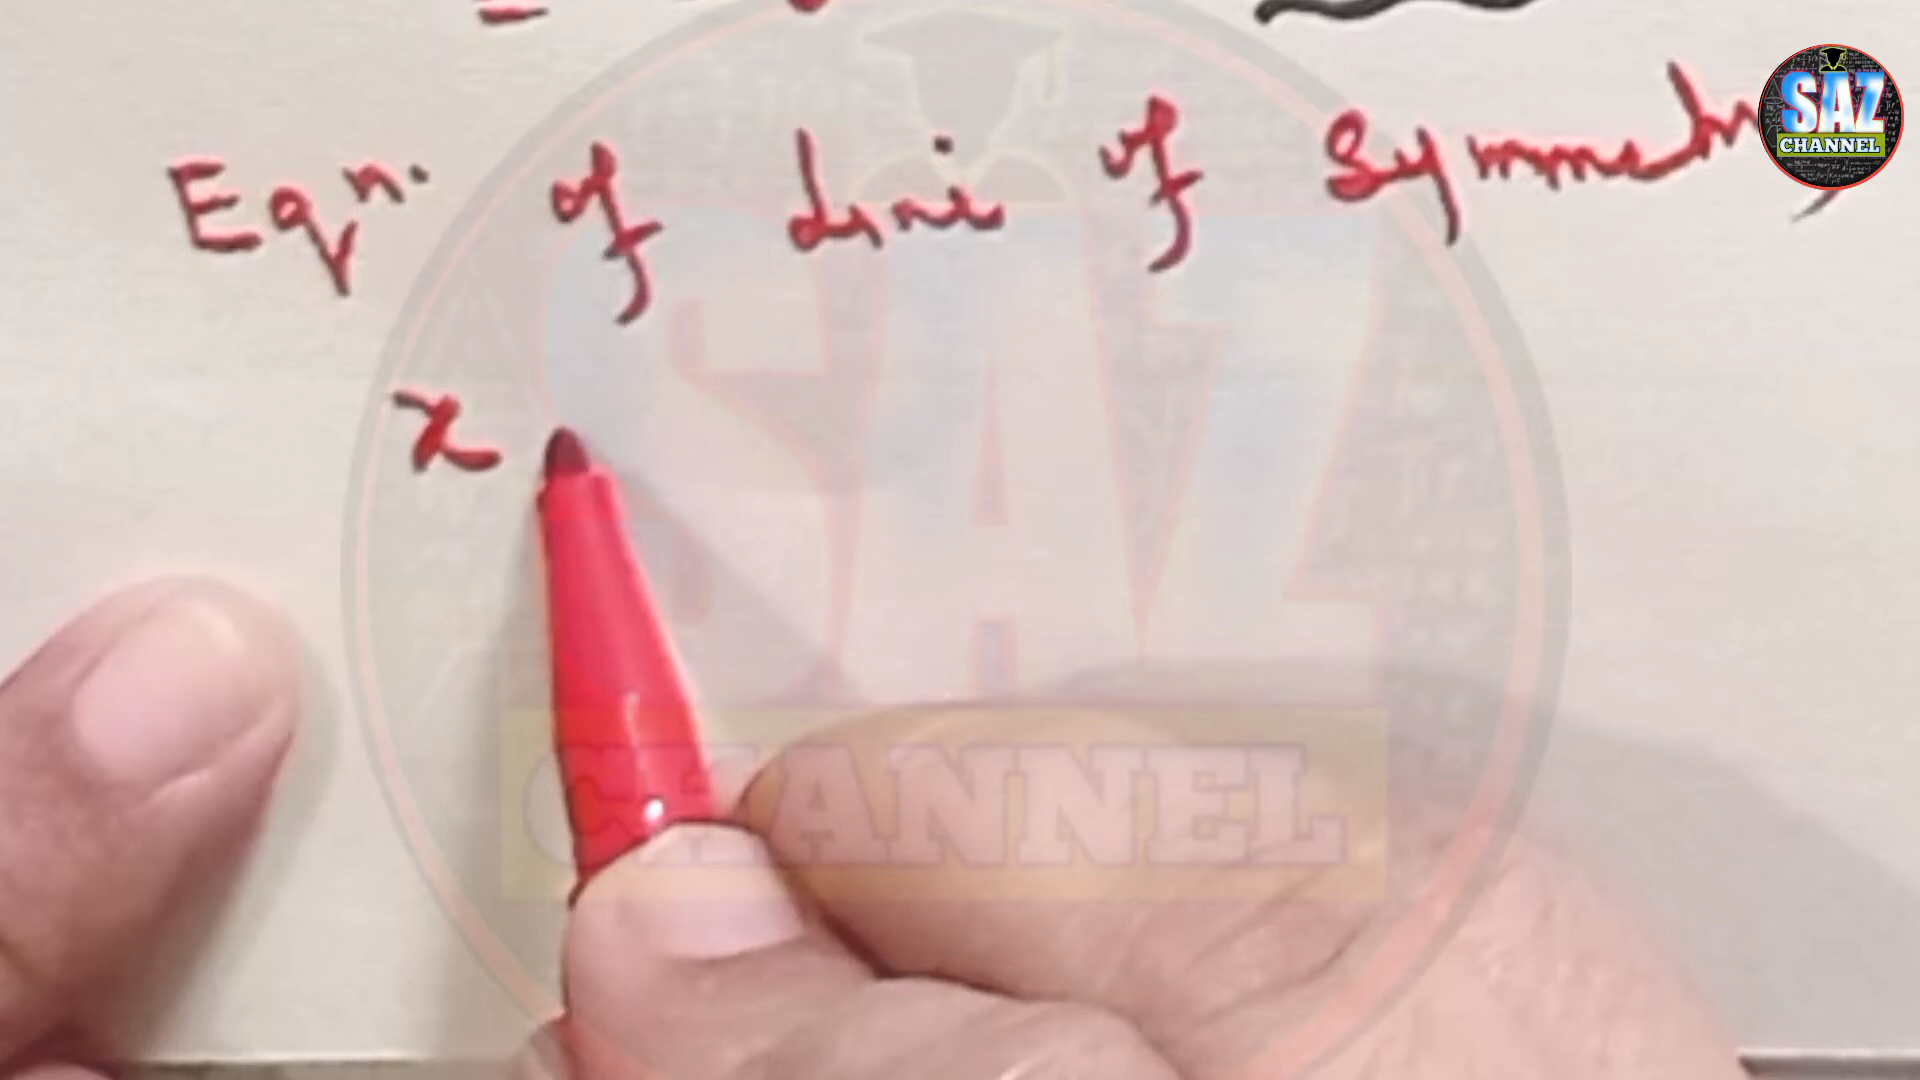 Eqn. of Line of Symmetry
x
SAZ
CHANNEL
SAZ
CHANNEL